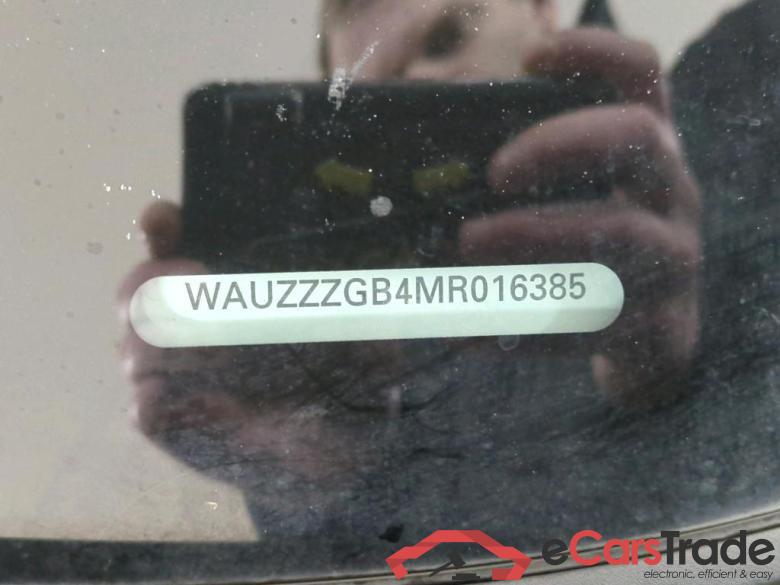 WAUZZZGB4MR016385
eCarsTrade
electronic, efficient & easy